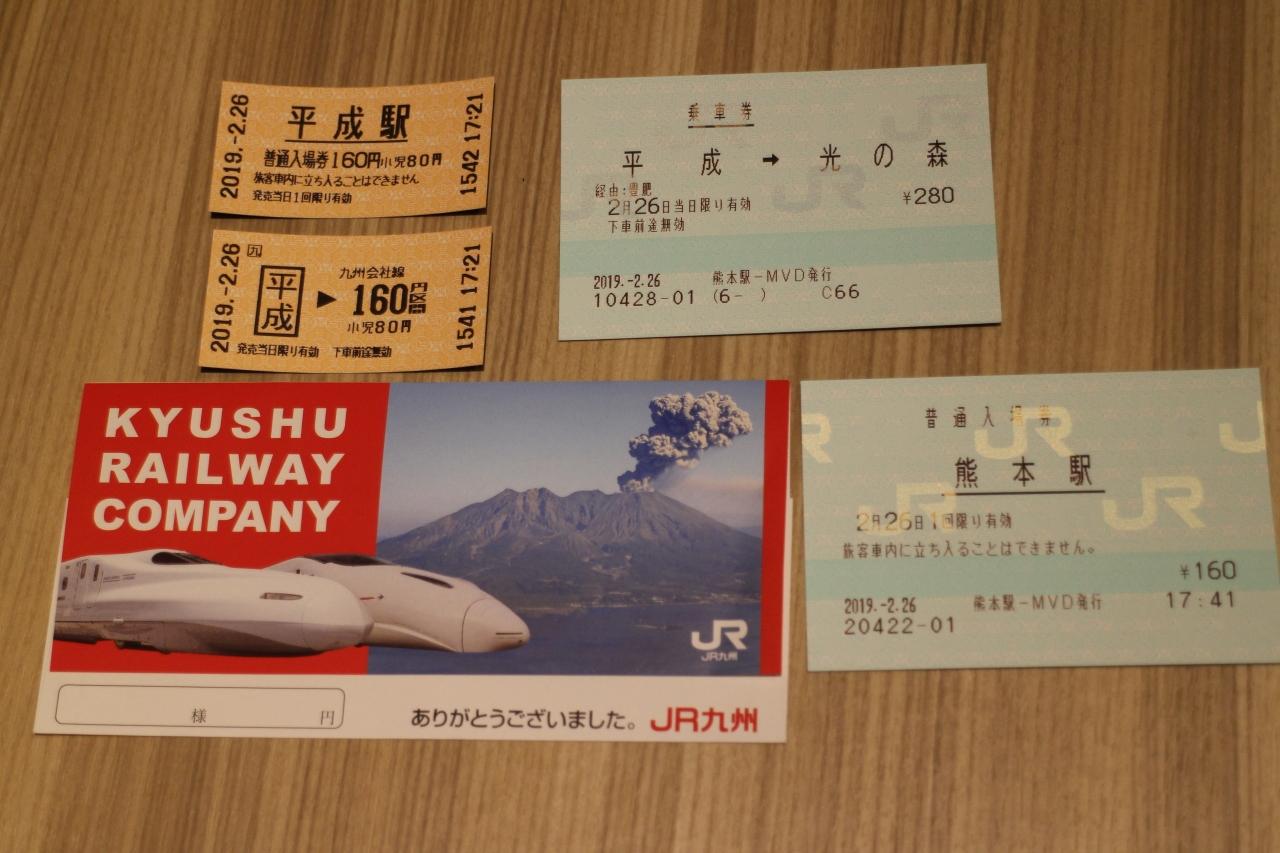 2019.-2.26
平成駅
普通入場券160円小児80円
旅客車内に立ち入ることはできません
発売当日1回限り有効
1542 17:21
2019.-2.26
九
平成
▶
九州会社線
160円区間
小児80円
発売当日限り有効 下車前途無効
1541 17:21
乗車券
平成 → 光の森
経由:豊肥
¥280
2月26日当日限り有効
下車前途無効
2019.-2.26 熊本駅-MVD発行
10428-01 (6- ) C66
KYUSHU
RAILWAY
COMPANY
JR
JR九州
様 円
ありがとうございました。 JR九州
普通入場券
熊本駅
2月26日1回限り有効
旅客車内に立ち入ることはできません。
¥160
2019.-2.26 熊本駅-MVD発行 17:41
20422-01